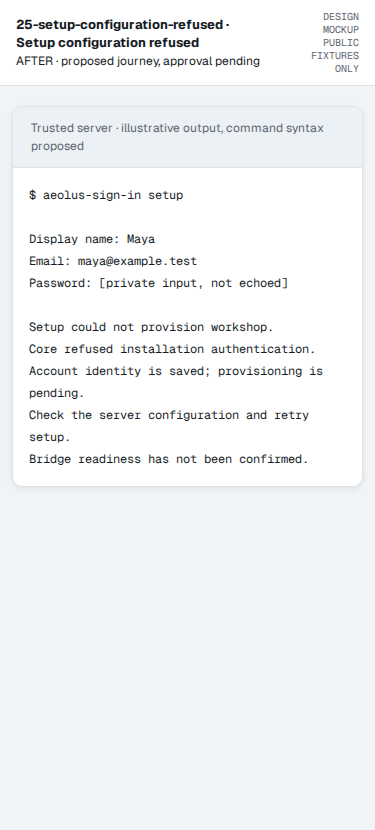 25-setup-configuration-refused ·
Setup configuration refused
AFTER · proposed journey, approval pending
DESIGN
MOCKUP
PUBLIC
FIXTURES
ONLY
Trusted server · illustrative output, command syntax
proposed
$ aeolus-sign-in setup
Display name: Maya
Email: maya@example.test
Password: [private input, not echoed]
Setup could not provision workshop.
Core refused installation authentication.
Account identity is saved; provisioning is
pending.
Check the server configuration and retry
setup.
Bridge readiness has not been confirmed.